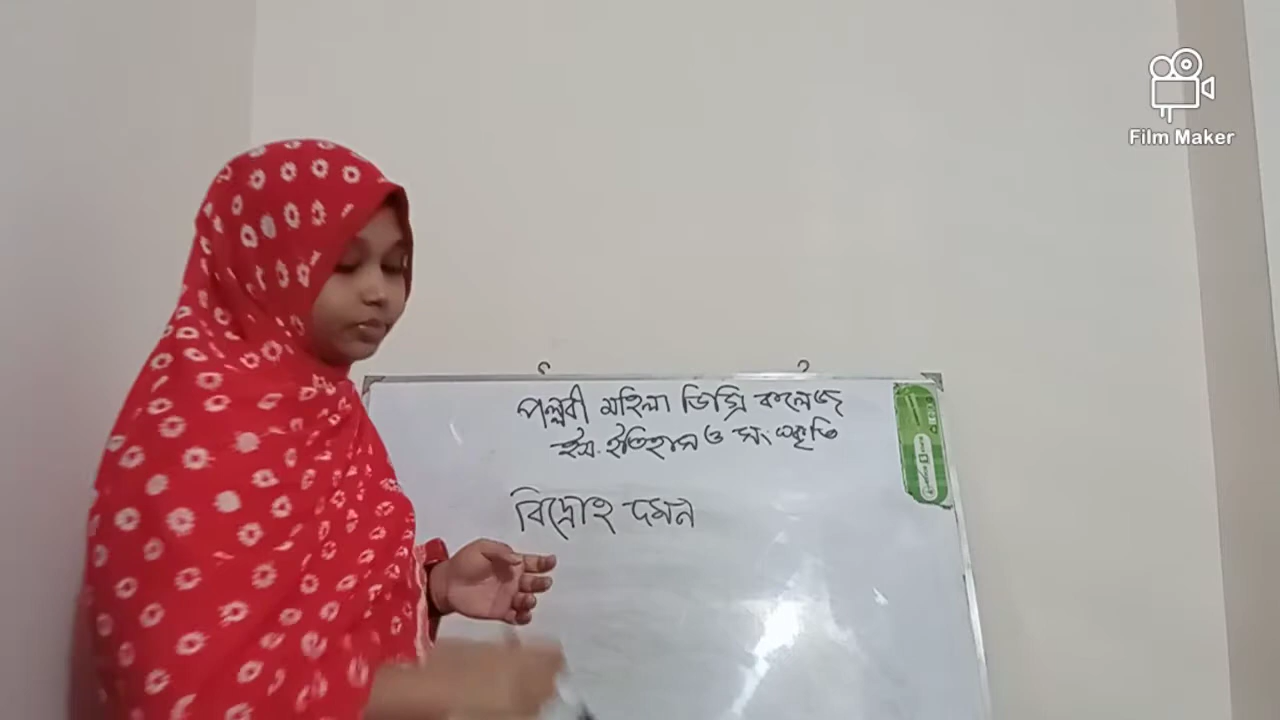 Film Maker
পল্লবী মহিলা ডিগ্রি কলেজ
ইস. ইতিহাস ও সংস্কৃতি
বিদ্রোহ দমন